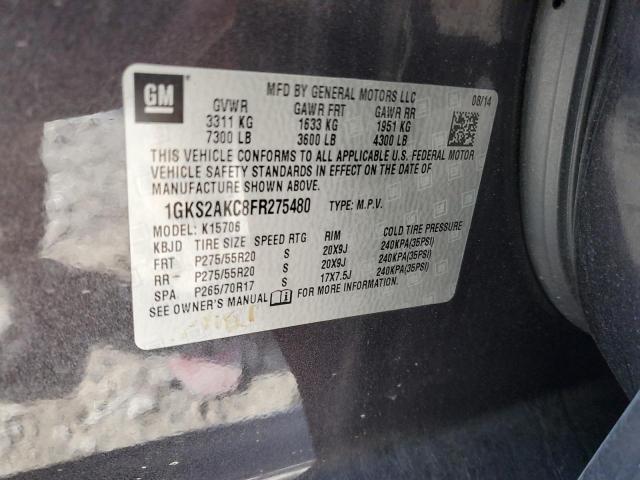 GM
MFD BY GENERAL MOTORS LLC 08/14
GVWR GAWR FRT GAWR RR
3311 KG 1633 KG 1951 KG
7300 LB 3600 LB 4300 LB
THIS VEHICLE CONFORMS TO ALL APPLICABLE U.S. FEDERAL MOTOR
VEHICLE SAFETY STANDARDS IN EFFECT ON THE DATE OF
MANUFACTURE SHOWN ABOVE.
1GKS2AKC8FR275480 TYPE: M.P.V.
MODEL: K15706
KBJD TIRE SIZE SPEED RTG RIM COLD TIRE PRESSURE
FRT P275/55R20 S 20X9J 240KPA(35PSI)
RR P275/55R20 S 20X9J 240KPA(35PSI)
SPA P265/70R17 S 17X7.5J 240KPA(35PSI)
SEE OWNER'S MANUAL FOR MORE INFORMATION.